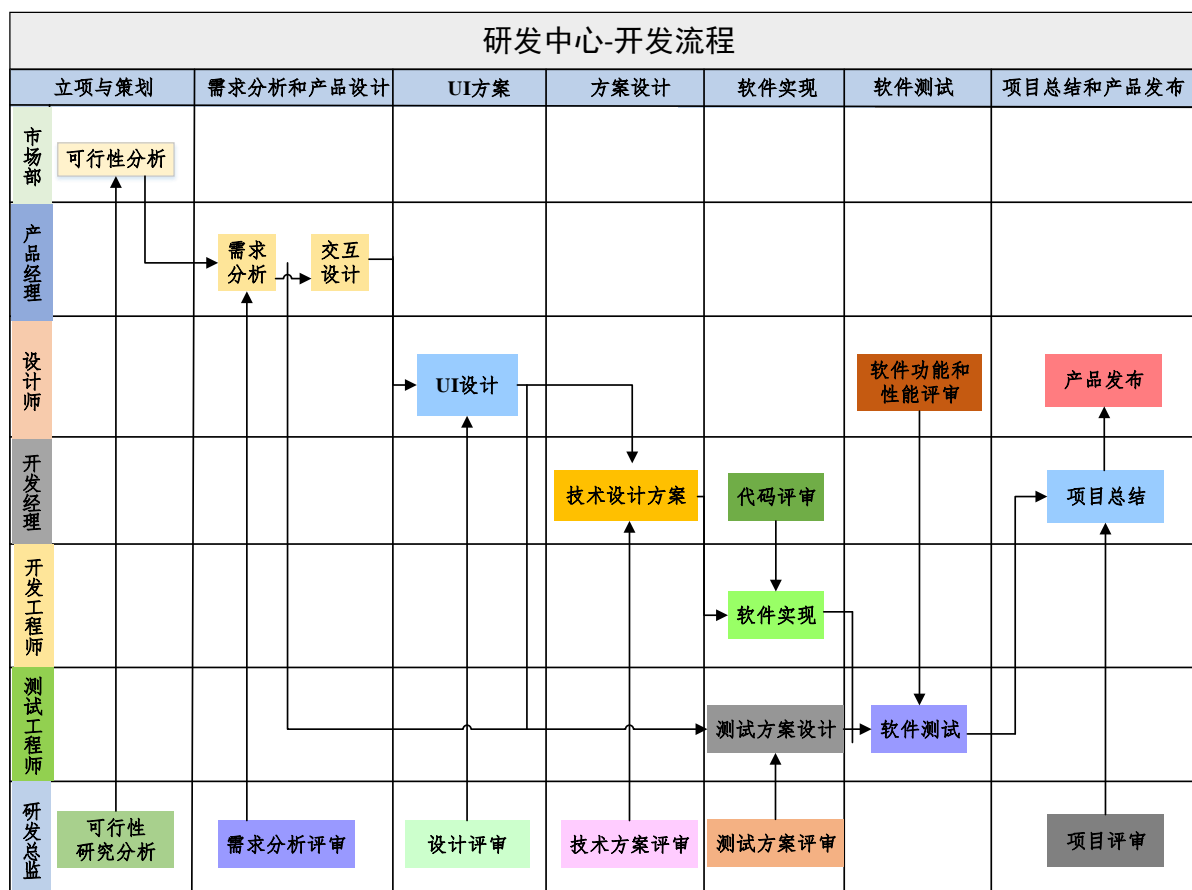 研发中心-开发流程
立项与策划
需求分析和产品设计
UI方案
方案设计
软件实现
软件测试
项目总结和产品发布
市场部
可行性分析
产品经理
需求
分析
交互
设计
设计师
UI设计
软件功能和
性能评审
产品发布
开发经理
技术设计方案
代码评审
项目总结
开发工程师
软件实现
测试工程师
测试方案设计
软件测试
研发总监
可行性
研究分析
需求分析评审
设计评审
技术方案评审
测试方案评审
项目评审